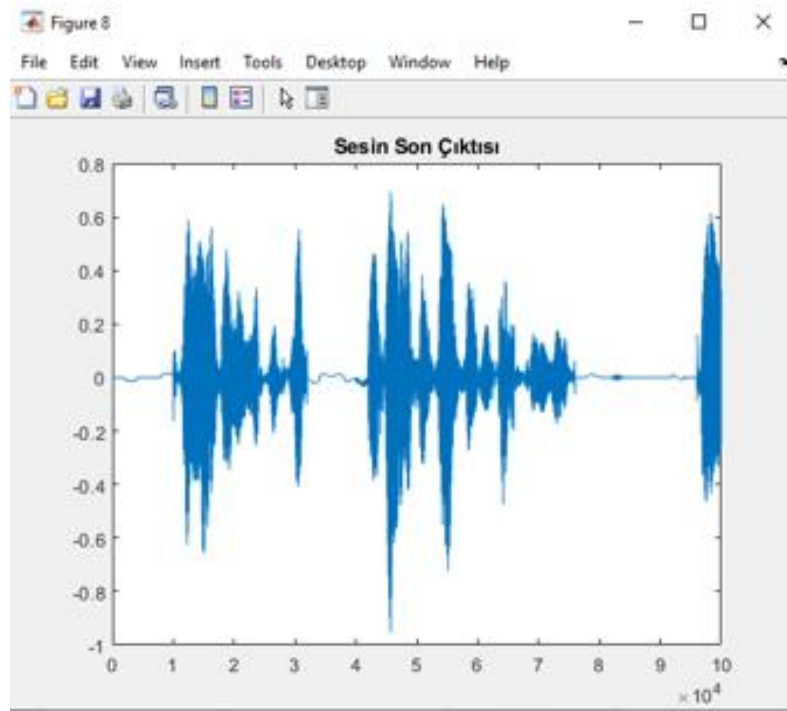 Figure 8
File Edit View Insert Tools Desktop Window Help
Sesin Son Çıktısı
0.8
0.6
0.4
0.2
0
-0.2
-0.4
-0.6
-0.8
-1
0 1 2 3 4 5 6 7 8 9 10
×10⁴